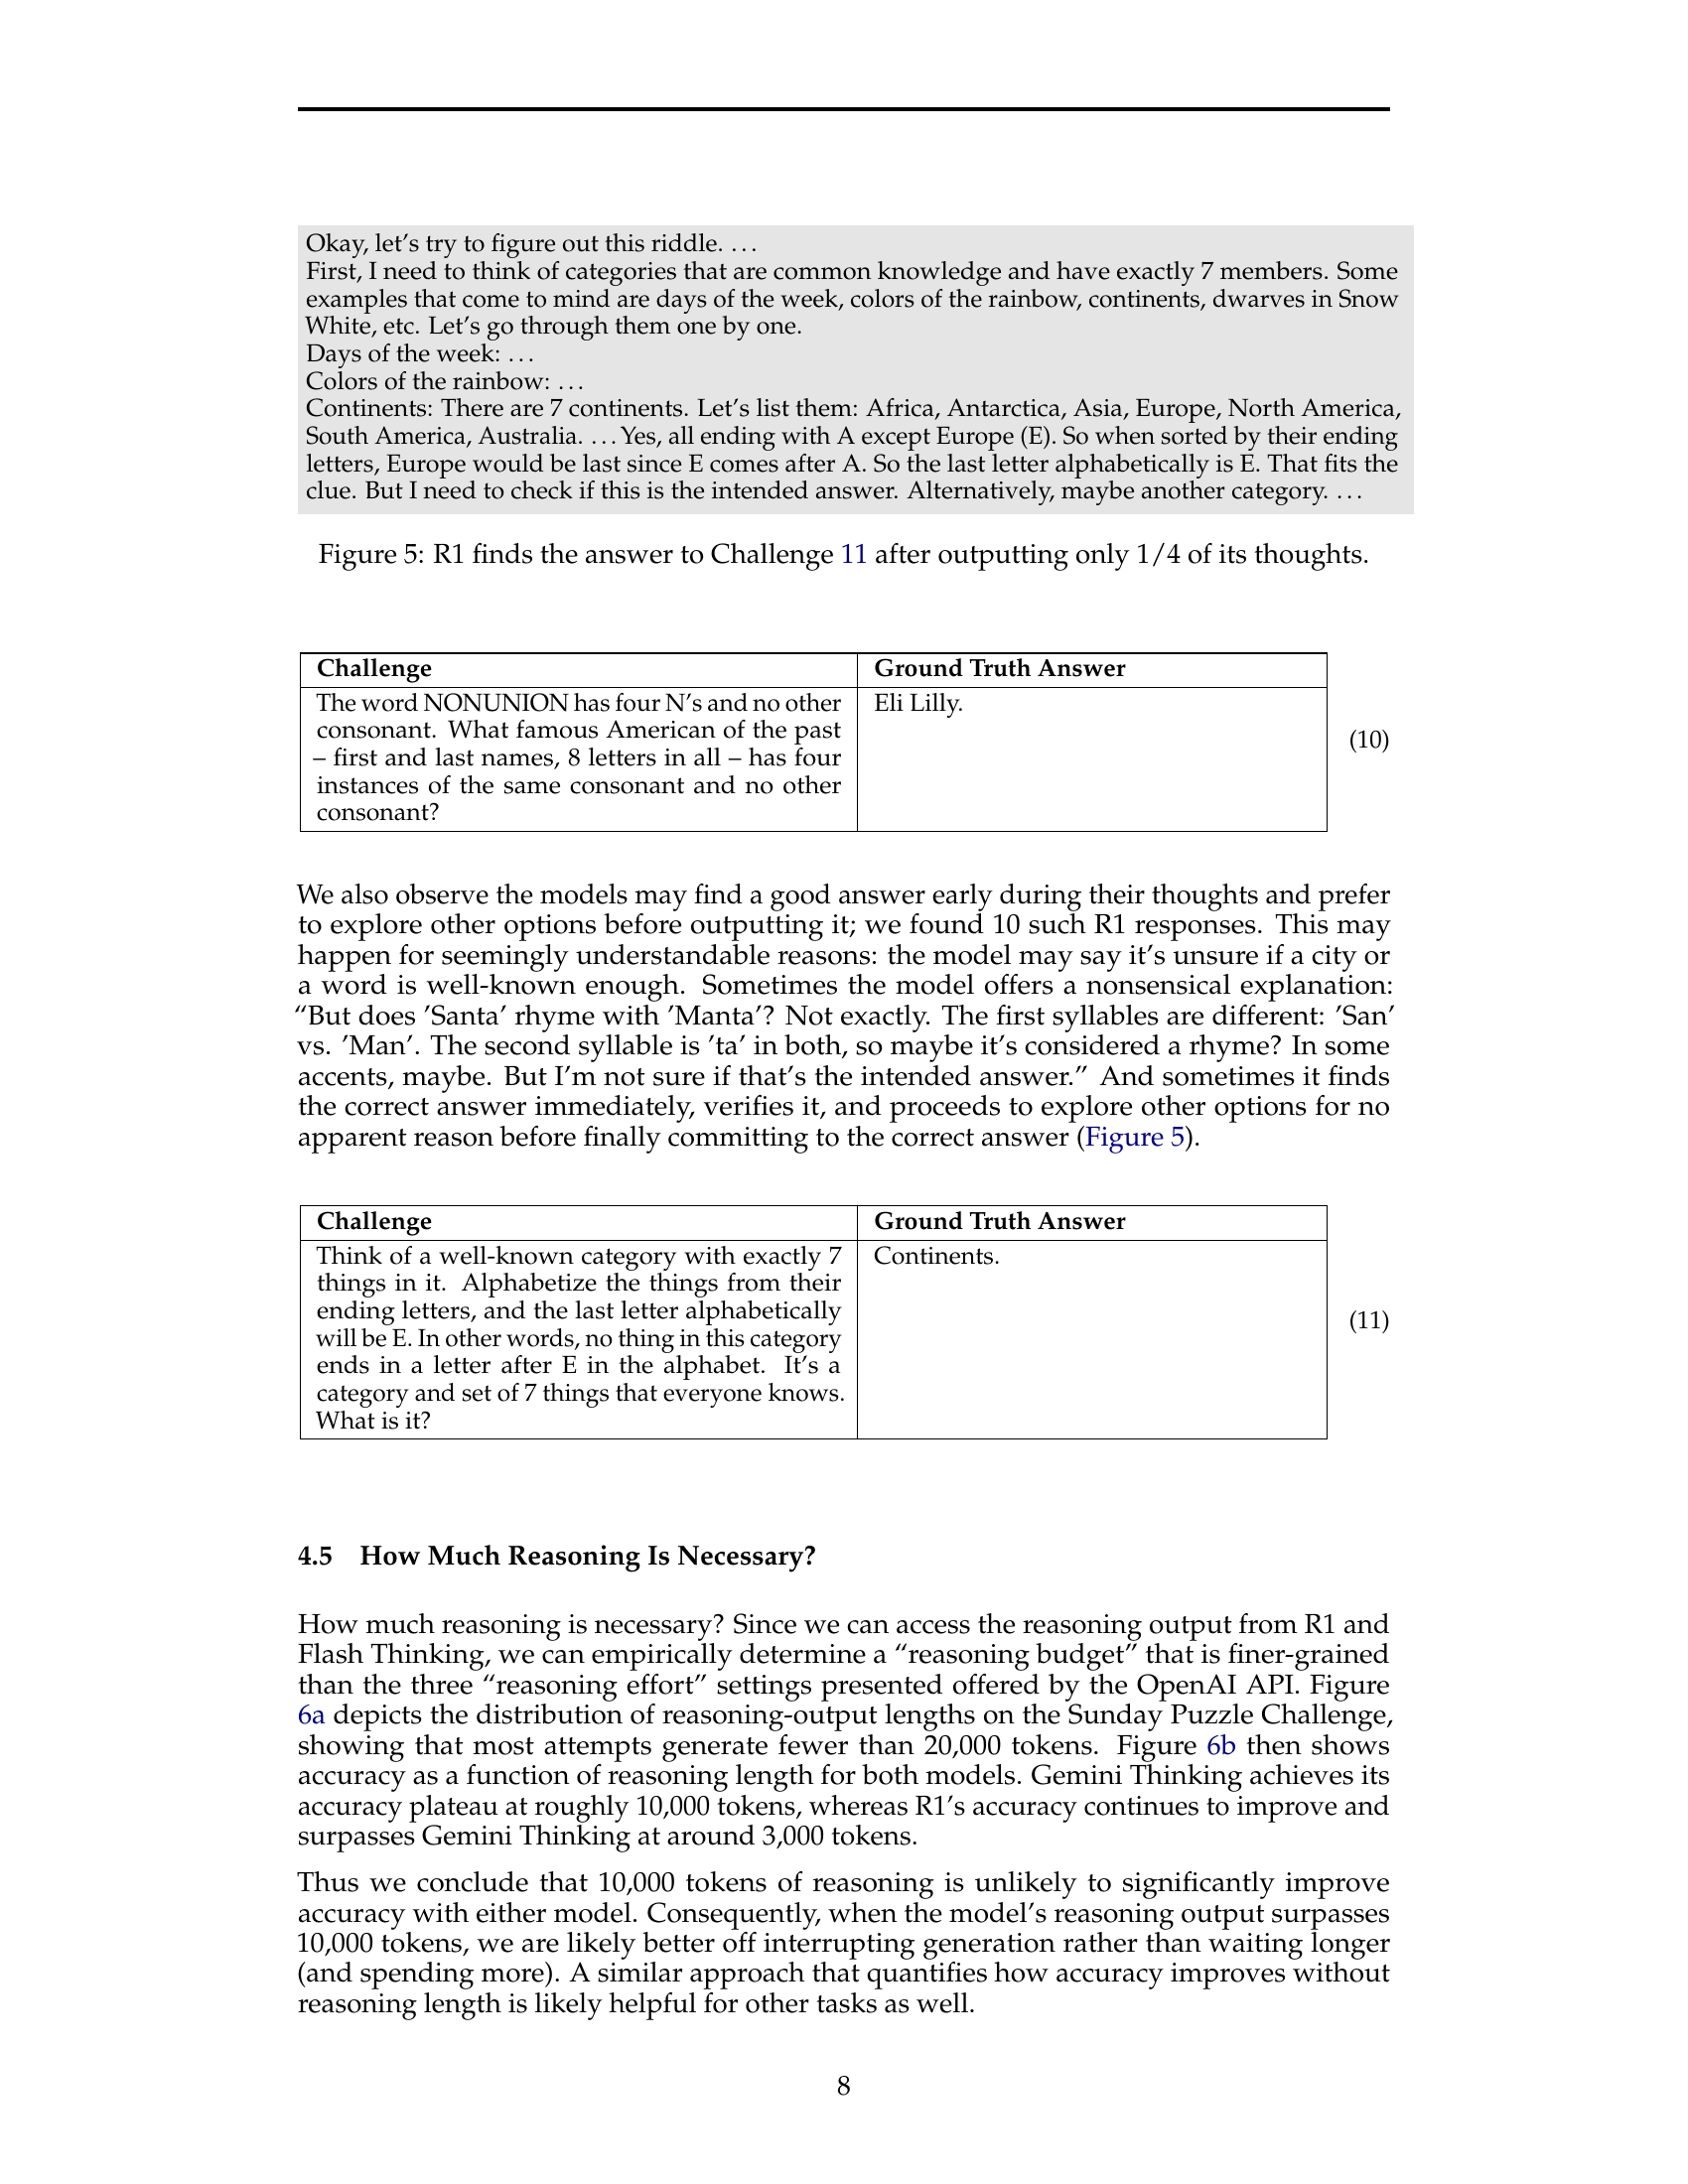 Okay, let's try to figure out this riddle. ...
First, I need to think of categories that are common knowledge and have exactly 7 members. Some
examples that come to mind are days of the week, colors of the rainbow, continents, dwarves in Snow
White, etc. Let's go through them one by one.
Days of the week: ...
Colors of the rainbow: ...
Continents: There are 7 continents. Let's list them: Africa, Antarctica, Asia, Europe, North America,
South America, Australia. ... Yes, all ending with A except Europe (E). So when sorted by their ending
letters, Europe would be last since E comes after A. So the last letter alphabetically is E. That fits the
clue. But I need to check if this is the intended answer. Alternatively, maybe another category. ...
Figure 5: R1 finds the answer to Challenge 11 after outputting only 1/4 of its thoughts.
Challenge
Ground Truth Answer
The word NONUNION has four N's and no other
consonant. What famous American of the past
– first and last names, 8 letters in all – has four
instances of the same consonant and no other
consonant?
Eli Lilly.
(10)
We also observe the models may find a good answer early during their thoughts and prefer
to explore other options before outputting it; we found 10 such R1 responses. This may
happen for seemingly understandable reasons: the model may say it's unsure if a city or
a word is well-known enough. Sometimes the model offers a nonsensical explanation:
“But does ’Santa’ rhyme with ’Manta’? Not exactly. The first syllables are different: ’San’
vs. ’Man’. The second syllable is ’ta’ in both, so maybe it's considered a rhyme? In some
accents, maybe. But I'm not sure if that's the intended answer.” And sometimes it finds
the correct answer immediately, verifies it, and proceeds to explore other options for no
apparent reason before finally committing to the correct answer (Figure 5).
Challenge
Ground Truth Answer
Think of a well-known category with exactly 7
things in it. Alphabetize the things from their
ending letters, and the last letter alphabetically
will be E. In other words, no thing in this category
ends in a letter after E in the alphabet. It's a
category and set of 7 things that everyone knows.
What is it?
Continents.
(11)
4.5 How Much Reasoning Is Necessary?
How much reasoning is necessary? Since we can access the reasoning output from R1 and
Flash Thinking, we can empirically determine a “reasoning budget” that is finer-grained
than the three “reasoning effort” settings presented offered by the OpenAI API. Figure
6a depicts the distribution of reasoning-output lengths on the Sunday Puzzle Challenge,
showing that most attempts generate fewer than 20,000 tokens. Figure 6b then shows
accuracy as a function of reasoning length for both models. Gemini Thinking achieves its
accuracy plateau at roughly 10,000 tokens, whereas R1's accuracy continues to improve and
surpasses Gemini Thinking at around 3,000 tokens.
Thus we conclude that 10,000 tokens of reasoning is unlikely to significantly improve
accuracy with either model. Consequently, when the model's reasoning output surpasses
10,000 tokens, we are likely better off interrupting generation rather than waiting longer
(and spending more). A similar approach that quantifies how accuracy improves without
reasoning length is likely helpful for other tasks as well.
8